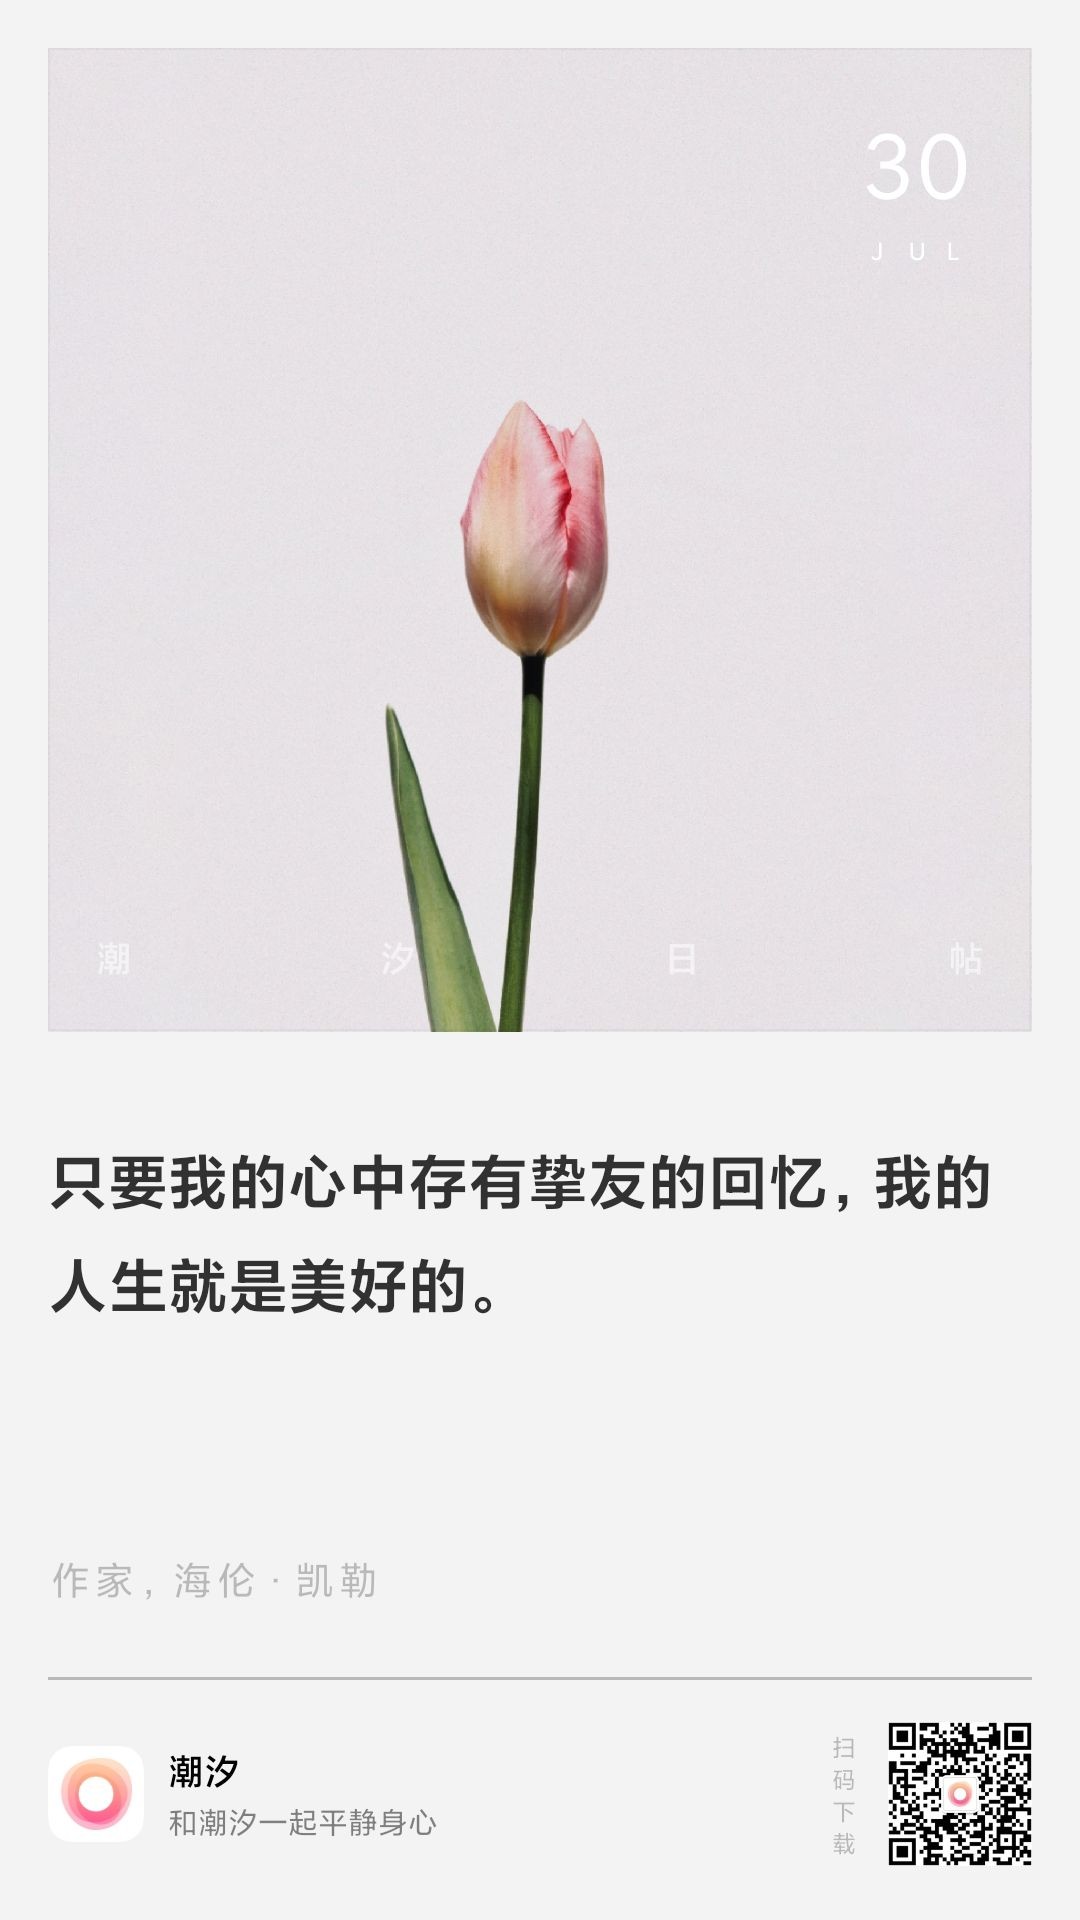 30
JUL
潮汐日帖
只要我的心中存有挚友的回忆，我的
人生就是美好的。
作家，海伦·凯勒
潮汐
和潮汐一起平静身心
扫码下载